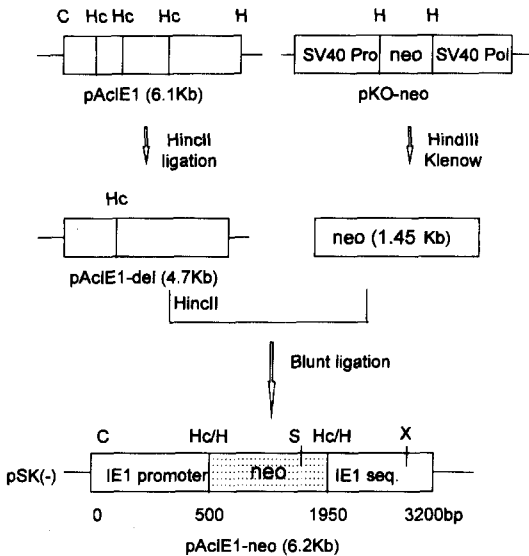 C Hc Hc Hc H
H H
SV40 Pro neo SV40 Pol
pAcIE1 (6.1Kb)
pKO-neo
HincII
ligation
HindIII
Klenow
Hc
neo (1.45 Kb)
pAcIE1-del (4.7Kb)
HincII
Blunt ligation
C Hc/H S Hc/H X
pSK(-) IE1 promoter neo IE1 seq.
0 500 1950 3200bp
pAcIE1-neo (6.2Kb)